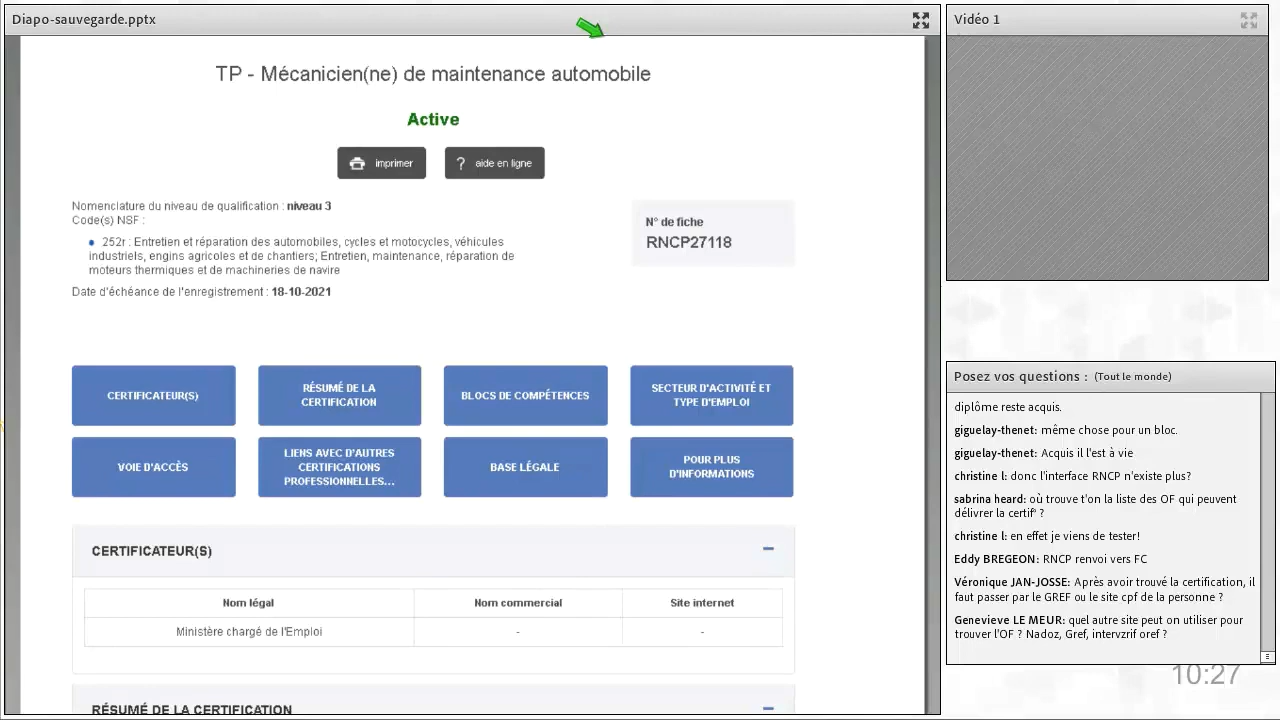 Diapo-sauvegarde.pptx
TP - Mécanicien(ne) de maintenance automobile
Active
imprimer
? aide en ligne
Nomenclature du niveau de qualification : niveau 3
Code(s) NSF :
252r : Entretien et réparation des automobiles, cycles et motocycles, véhicules
industriels, engins agricoles et de chantiers; Entretien, maintenance, réparation de
moteurs thermiques et de machineries de navire
Date d'échéance de l'enregistrement : 18-10-2021
N° de fiche
RNCP27118
CERTIFICATEUR(S)
RÉSUMÉ DE LA
CERTIFICATION
BLOCS DE COMPÉTENCES
SECTEUR D'ACTIVITÉ ET
TYPE D'EMPLOI
VOIE D'ACCÈS
LIENS AVEC D'AUTRES
CERTIFICATIONS
PROFESSIONNELLES...
BASE LÉGALE
POUR PLUS
D'INFORMATIONS
CERTIFICATEUR(S)
Nom légal
Nom commercial
Site internet
Ministère chargé de l'Emploi
-
-
RÉSUMÉ DE LA CERTIFICATION
Vidéo 1
Posez vos questions : (Tout le monde)
diplôme reste acquis.
giguelay-thenet: même chose pour un bloc.
giguelay-thenet: Acquis il l'est à vie
christine l: donc l'interface RNCP n'existe plus?
sabrina heard: où trouve t'on la liste des OF qui peuvent
délivrer la certif° ?
christine l: en effet je viens de tester!
Eddy BREGEON: RNCP renvoi vers FC
Véronique JAN-JOSSE: Après avoir trouvé la certification, il
faut passer par le GREF ou le site cpf de la personne ?
Genevieve LE MEUR: quel autre site peut on utiliser pour
trouver l'OF ? Nadoz, Gref, intervzrif oref ?
10:27